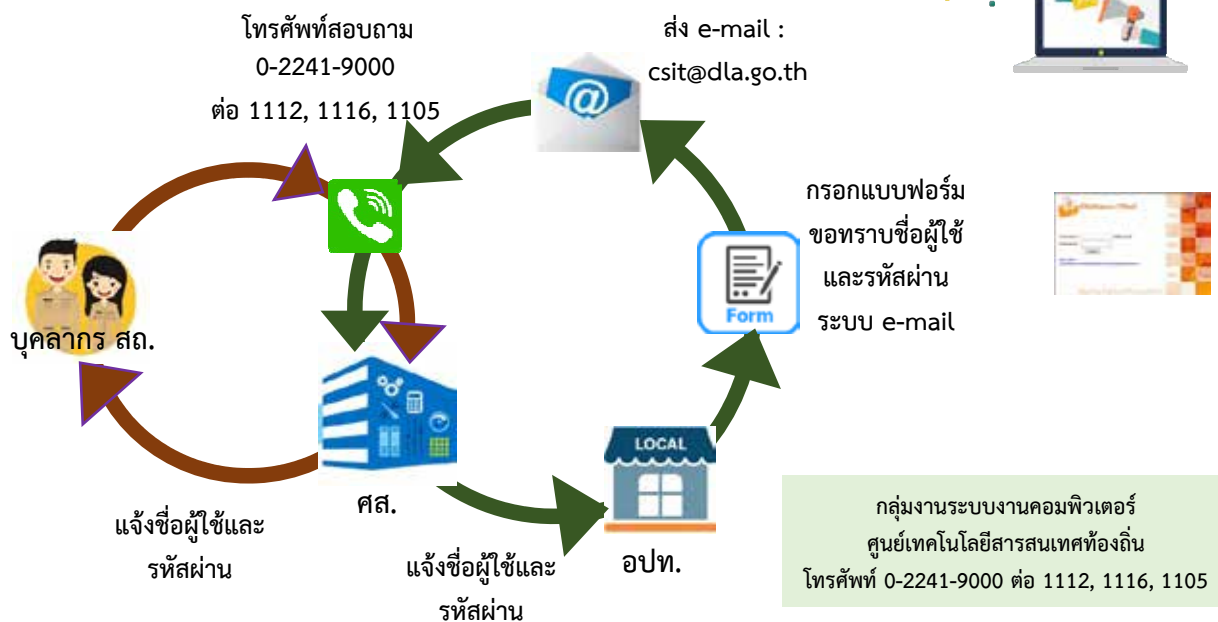 โทรศัพท์สอบถาม
0-2241-9000
ต่อ 1112, 1116, 1105
ส่ง e-mail :
csit@dla.go.th
@
กรอกแบบฟอร์ม
ขอทราบชื่อผู้ใช้
และรหัสผ่าน
ระบบ e-mail
Form
บุคลากร สถ.
LOCAL
ศส.
อปท.
แจ้งชื่อผู้ใช้และ
รหัสผ่าน
แจ้งชื่อผู้ใช้และ
รหัสผ่าน
กลุ่มงานระบบงานคอมพิวเตอร์
ศูนย์เทคโนโลยีสารสนเทศท้องถิ่น
โทรศัพท์ 0-2241-9000 ต่อ 1112, 1116, 1105